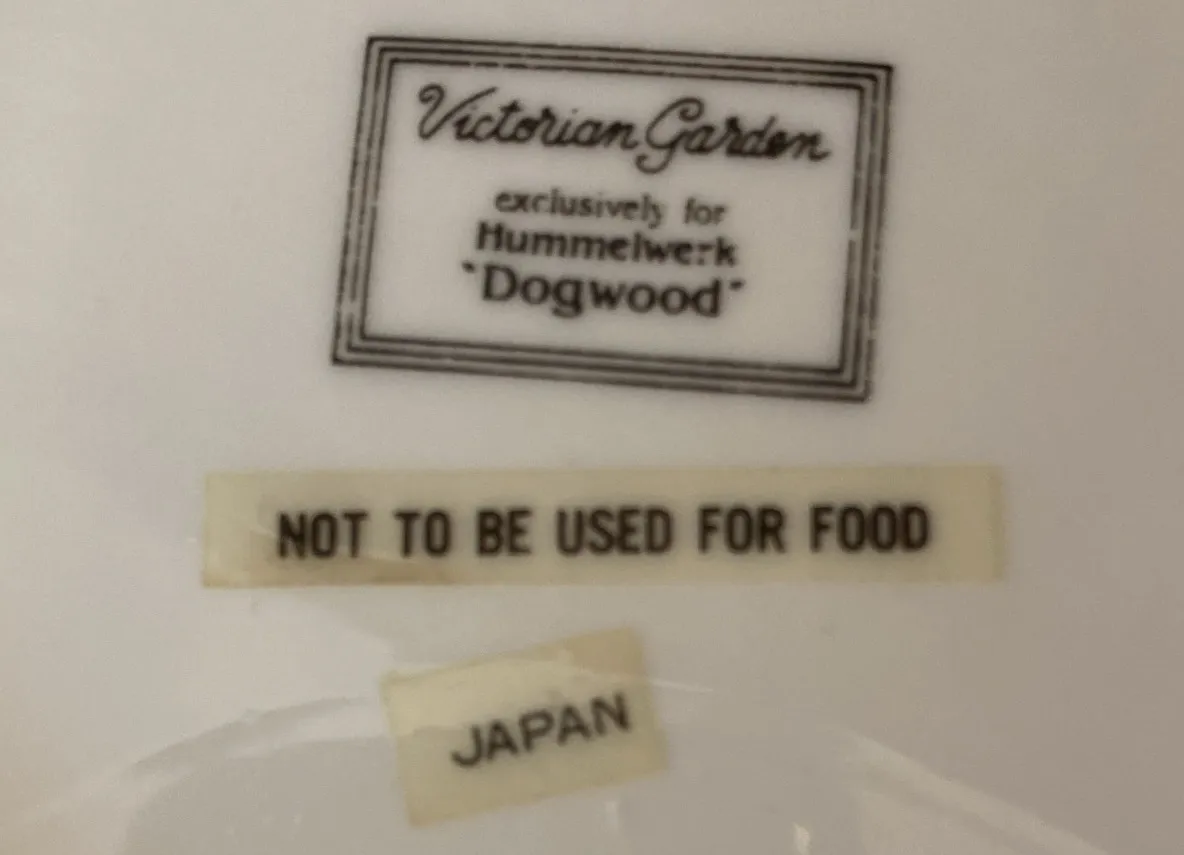 Victorian Garden
exclusively for
Hummelwerk
"Dogwood"
NOT TO BE USED FOR FOOD
JAPAN